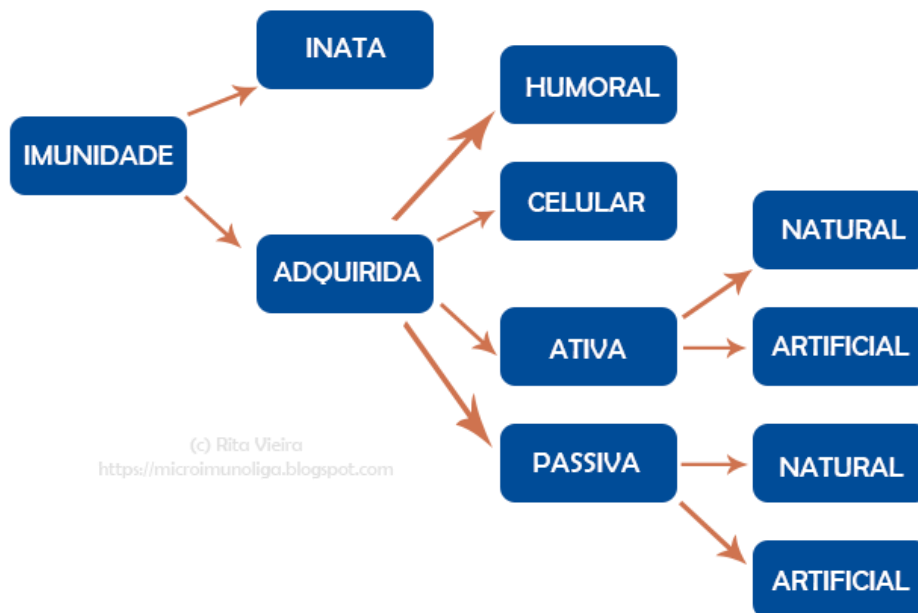 INATA
HUMORAL
IMUNIDADE
CELULAR
NATURAL
ADQUIRIDA
ATIVA
ARTIFICIAL
(c) Rita Vieira
https://microimunoliga.blogspot.com
PASSIVA
NATURAL
ARTIFICIAL